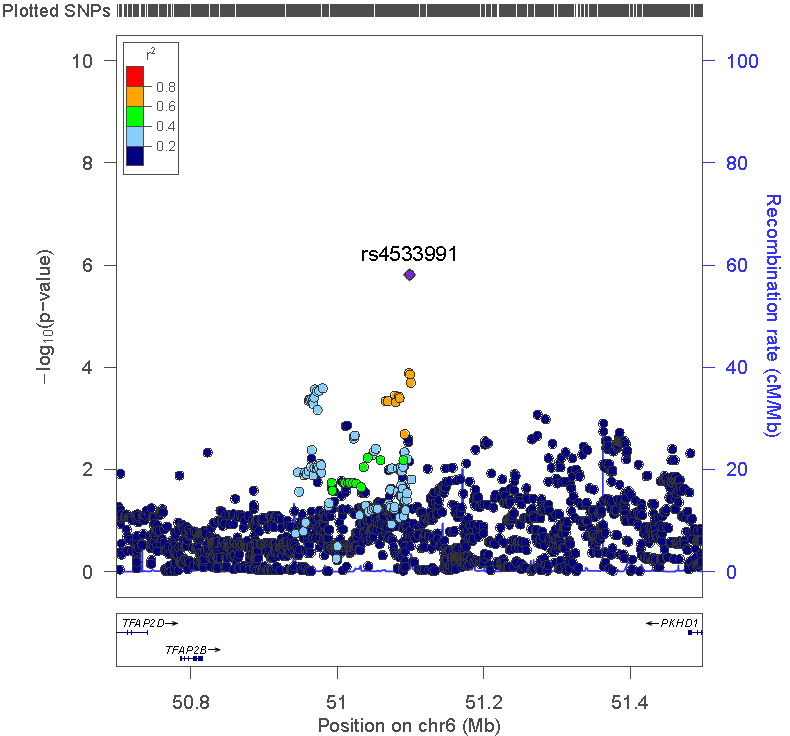 Plotted SNPs
r2
0.8
0.6
0.4
0.2
rs4533991
10
8
6
4
2
0
−log10(p−value)
100
80
60
40
20
0
Recombination rate (cM/Mb)
TFAP2D→
TFAP2B→
←PKHD1
50.8
51
51.2
51.4
Position on chr6 (Mb)